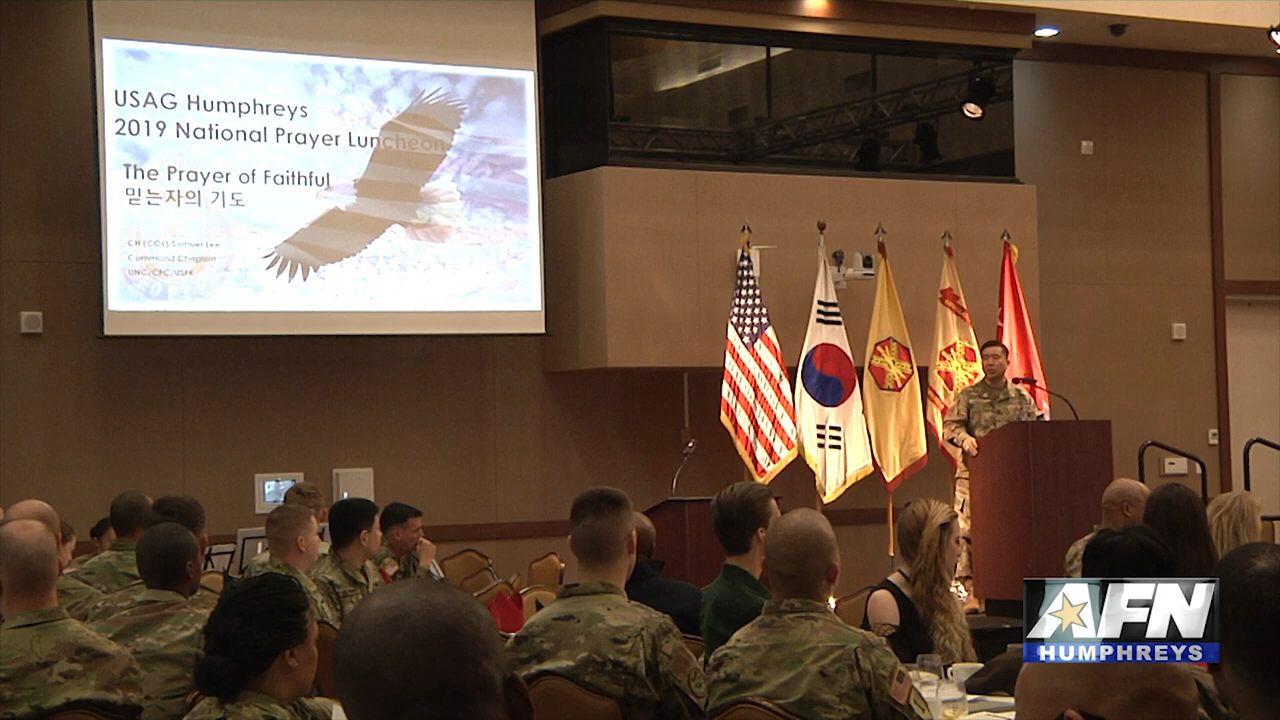 USAG Humphreys
2019 National Prayer Luncheon
The Prayer of Faithful
믿는자의 기도
CH (COL) Samuel Lee
Command Chaplain
UNC/CFC/USFK
AFN
HUMPHREYS